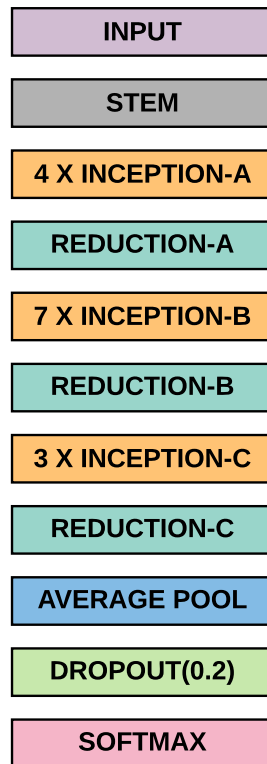 INPUT
STEM
4 X INCEPTION-A
REDUCTION-A
7 X INCEPTION-B
REDUCTION-B
3 X INCEPTION-C
REDUCTION-C
AVERAGE POOL
DROPOUT(0.2)
SOFTMAX